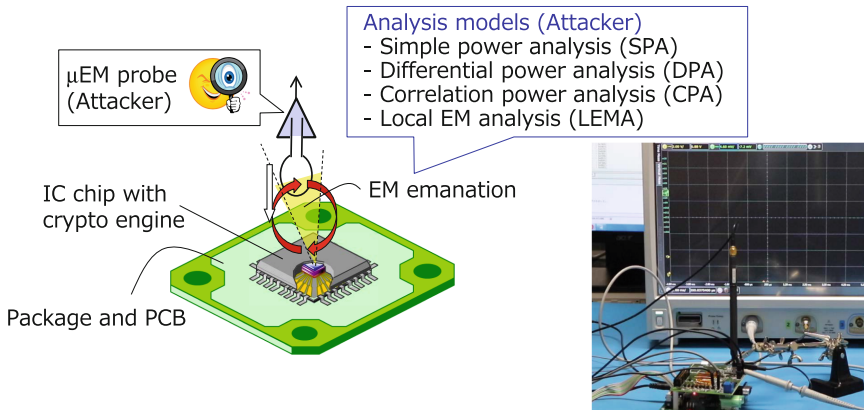 Analysis models (Attacker)
- Simple power analysis (SPA)
- Differential power analysis (DPA)
- Correlation power analysis (CPA)
- Local EM analysis (LEMA)
μEM probe
(Attacker)
EM emanation
IC chip with
crypto engine
Package and PCB